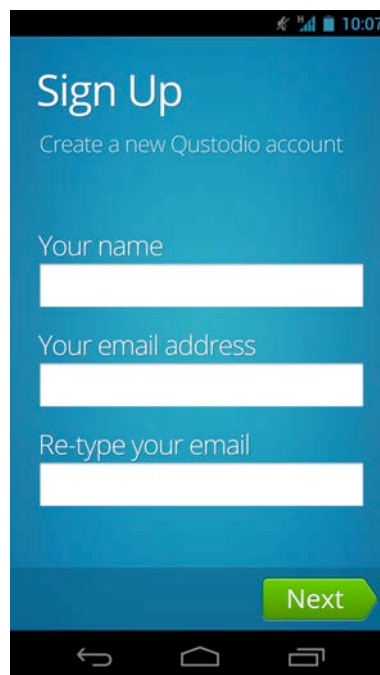 H 10:07
Sign Up
Create a new Qustodio account
Your name
Your email address
Re-type your email
Next